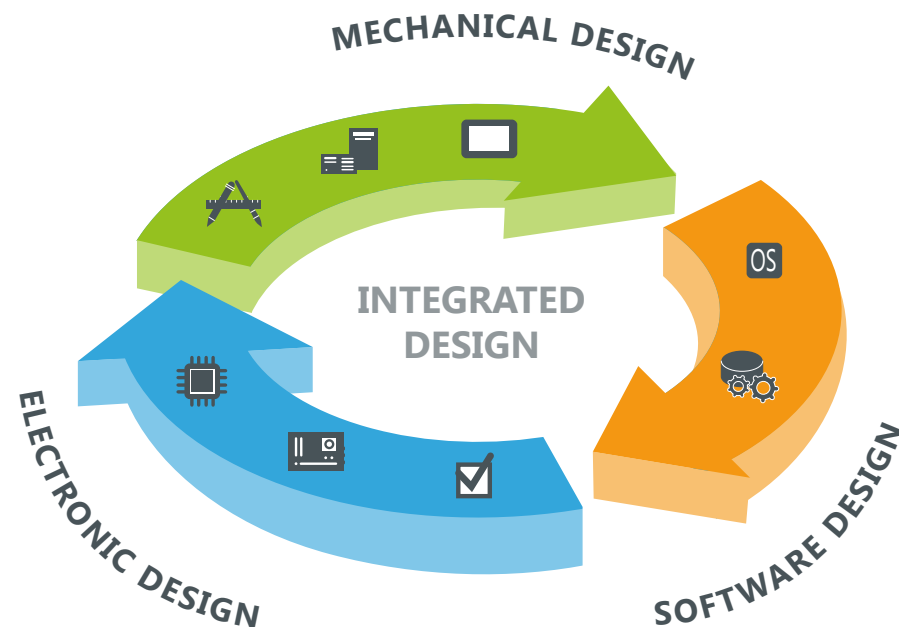 MECHANICAL DESIGN
OS
INTEGRATED
DESIGN
ELECTRONIC DESIGN
SOFTWARE DESIGN